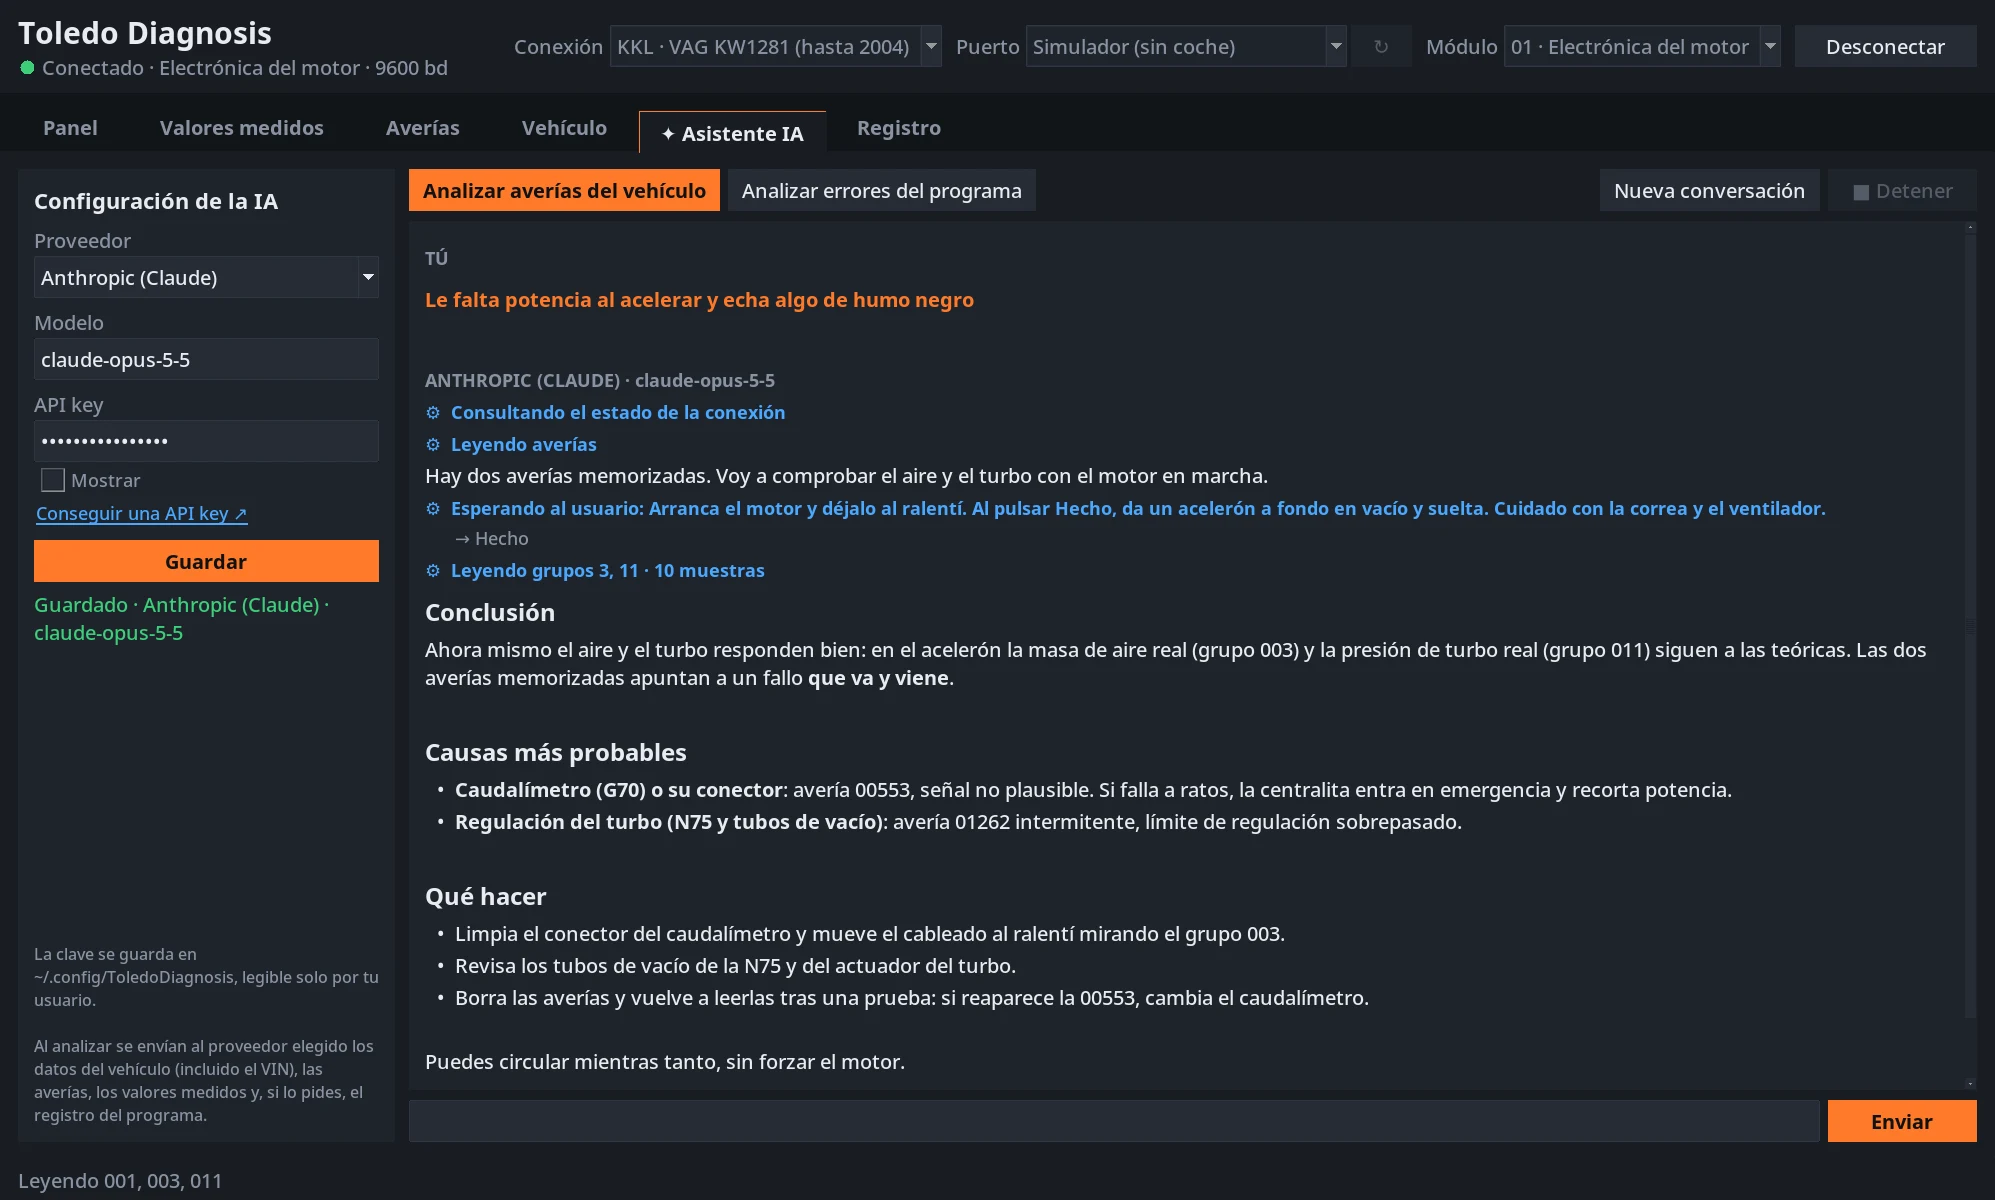 Toledo Diagnosis
Conectado · Electrónica del motor · 9600 bd
Conexión KKL · VAG KW1281 (hasta 2004) Puerto Simulador (sin coche) ↻ Módulo 01 · Electrónica del motor Desconectar
Panel Valores medidos Averías Vehículo ✦ Asistente IA Registro
Configuración de la IA
Proveedor
Anthropic (Claude)
Modelo
claude-opus-5-5
API key
••••••••••••••••
Mostrar
Conseguir una API key ↗
Guardar
Guardado · Anthropic (Claude) ·
claude-opus-5-5
La clave se guarda en
~/.config/ToledoDiagnosis, legible solo por tu
usuario.
Al analizar se envían al proveedor elegido los
datos del vehículo (incluido el VIN), las
averías, los valores medidos y, si lo pides, el
registro del programa.
Analizar averías del vehículo Analizar errores del programa Nueva conversación ■ Detener
TÚ
Le falta potencia al acelerar y echa algo de humo negro
ANTHROPIC (CLAUDE) · claude-opus-5-5
⚙ Consultando el estado de la conexión
⚙ Leyendo averías
Hay dos averías memorizadas. Voy a comprobar el aire y el turbo con el motor en marcha.
⚙ Esperando al usuario: Arranca el motor y déjalo al ralentí. Al pulsar Hecho, da un acelerón a fondo en vacío y suelta. Cuidado con la correa y el ventilador.
→ Hecho
⚙ Leyendo grupos 3, 11 · 10 muestras
Conclusión
Ahora mismo el aire y el turbo responden bien: en el acelerón la masa de aire real (grupo 003) y la presión de turbo real (grupo 011) siguen a las teóricas. Las dos
averías memorizadas apuntan a un fallo que va y viene.
Causas más probables
• Caudalímetro (G70) o su conector: avería 00553, señal no plausible. Si falla a ratos, la centralita entra en emergencia y recorta potencia.
• Regulación del turbo (N75 y tubos de vacío): avería 01262 intermitente, límite de regulación sobrepasado.
Qué hacer
• Limpia el conector del caudalímetro y mueve el cableado al ralentí mirando el grupo 003.
• Revisa los tubos de vacío de la N75 y del actuador del turbo.
• Borra las averías y vuelve a leerlas tras una prueba: si reaparece la 00553, cambia el caudalímetro.
Puedes circular mientras tanto, sin forzar el motor.
Enviar
Leyendo 001, 003, 011